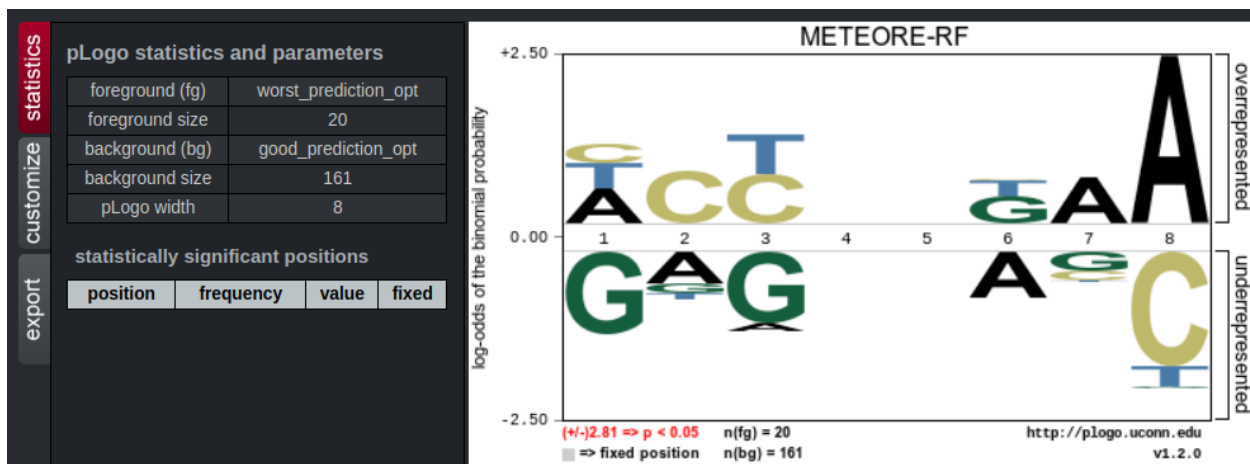 statistics
customize
export
pLogo statistics and parameters
foreground (fg) worst_prediction_opt
foreground size 20
background (bg) good_prediction_opt
background size 161
pLogo width 8
statistically significant positions
position frequency value fixed
METEORE-RF
log-odds of the binomial probability
+2.50
0.00
-2.50
C
T
A
C
T
C
T
G
A
A
1 2 3 4 5 6 7 8
G
A
G
T
G
A
A
G
C
C
T
overrepresented
underrepresented
(+/-)2.81 => p < 0.05 n(fg) = 20 http://plogo.uconn.edu
=> fixed position n(bg) = 161 v1.2.0